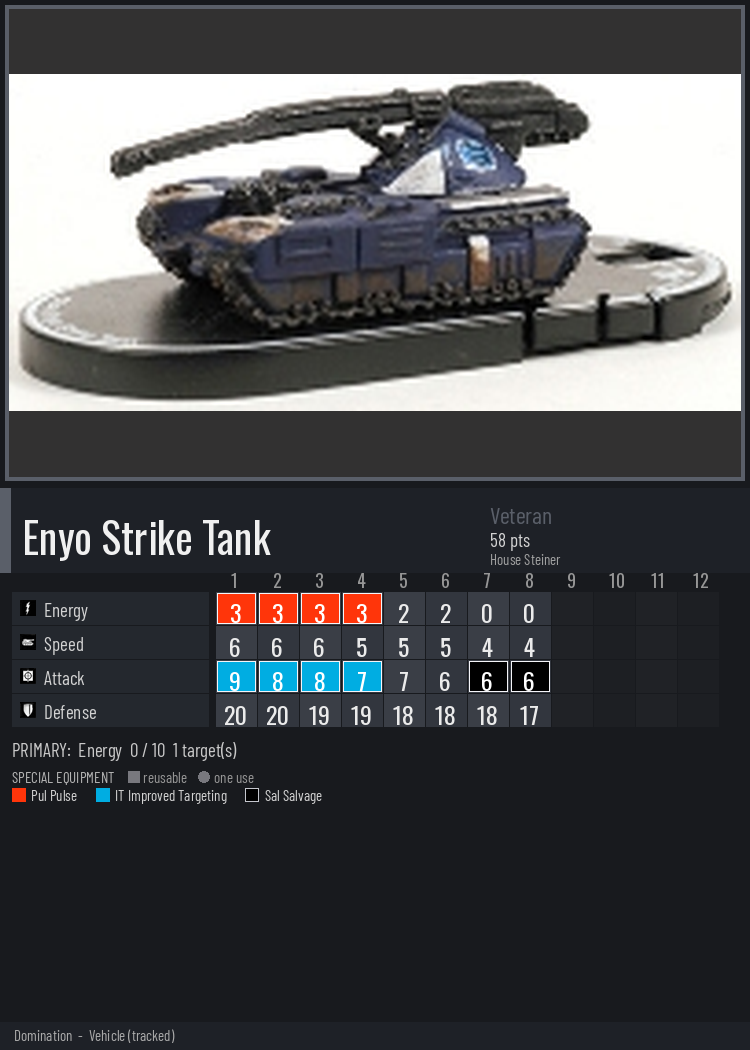 Enyo Strike Tank
Veteran
58 pts
House Steiner
1 2 3 4 5 6 7 8 9 10 11 12
Energy 3 3 3 3 2 2 0 0
Speed 6 6 6 5 5 5 4 4
Attack 9 8 8 7 7 6 6 6
Defense 20 20 19 19 18 18 18 17
PRIMARY: Energy 0 / 10 1 target(s)
SPECIAL EQUIPMENT reusable one use
Pul Pulse IT Improved Targeting Sal Salvage
Domination - Vehicle (tracked)